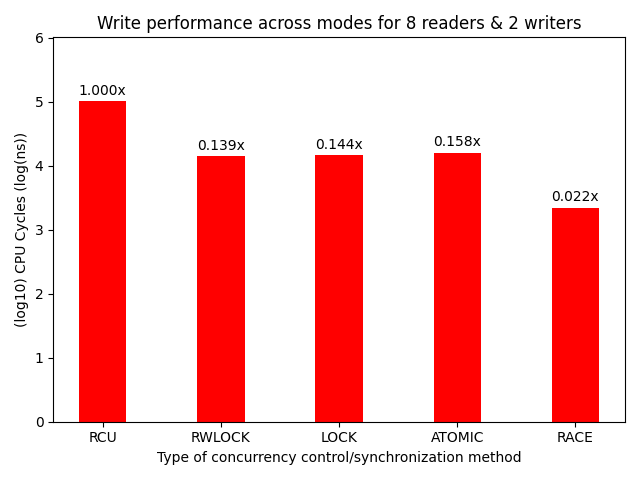 Write performance across modes for 8 readers & 2 writers
6
5
4
3
2
1
0
(log10) CPU Cycles (log(ns))
1.000x
0.139x
0.144x
0.158x
0.022x
RCU
RWLOCK
LOCK
ATOMIC
RACE
Type of concurrency control/synchronization method